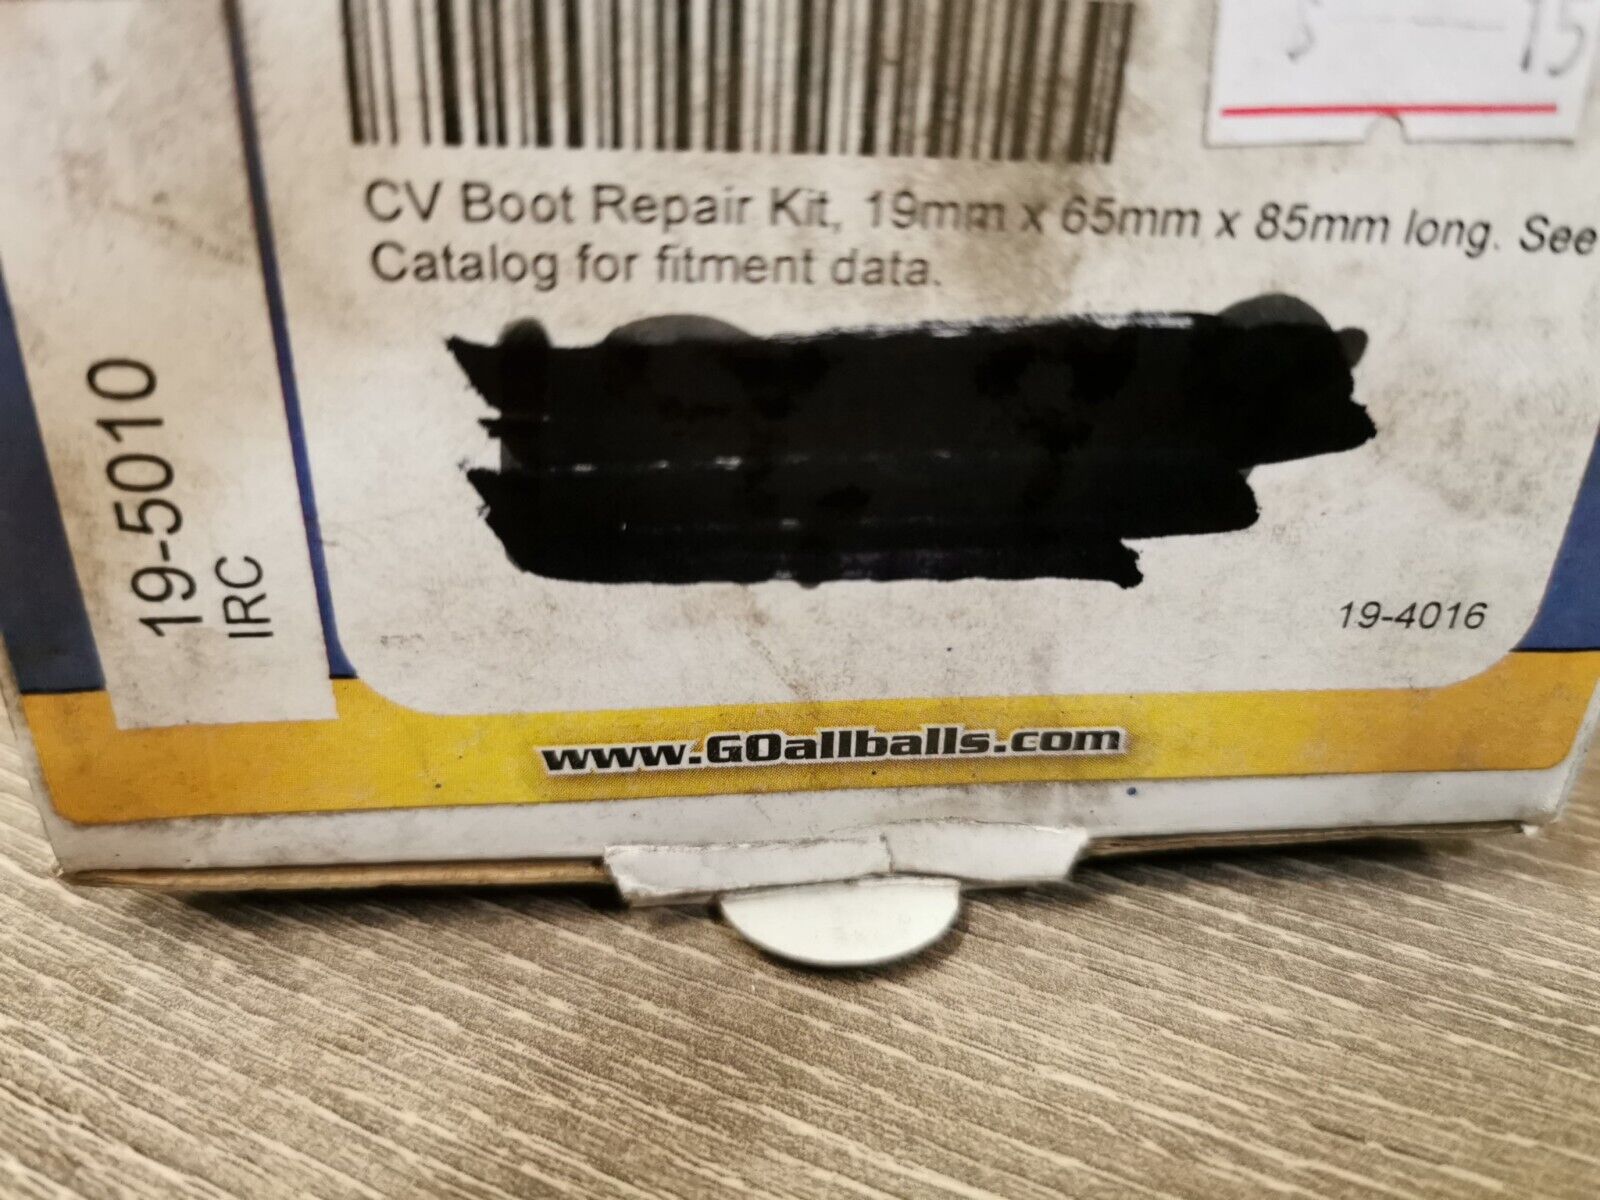 15
CV Boot Repair Kit, 19mm x 65mm x 85mm long. See
Catalog for fitment data.
19-5010
IRC
19-4016
www.GOallballs.com